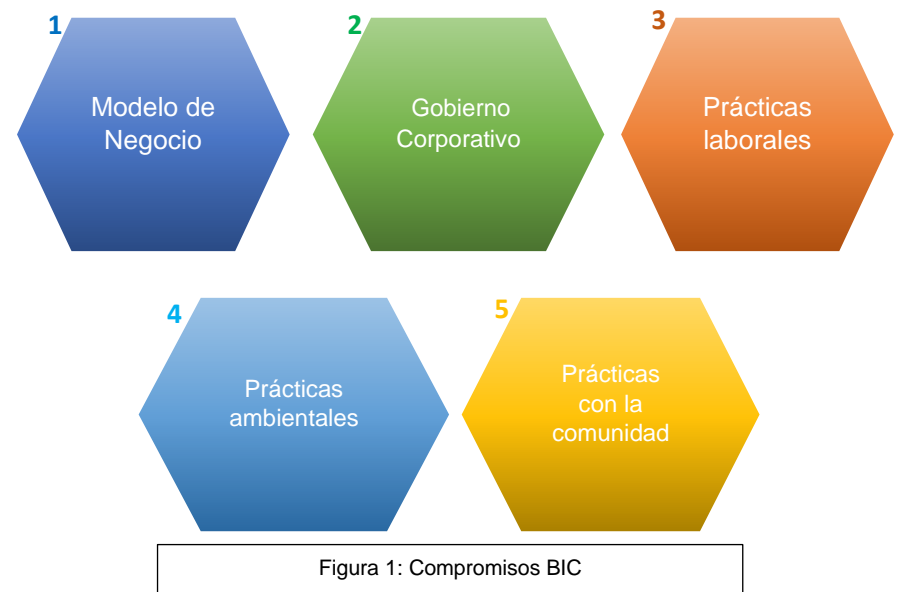 1
Modelo de
Negocio
2
Gobierno
Corporativo
3
Prácticas
laborales
4
Prácticas
ambientales
5
Prácticas
con la
comunidad
Figura 1: Compromisos BIC